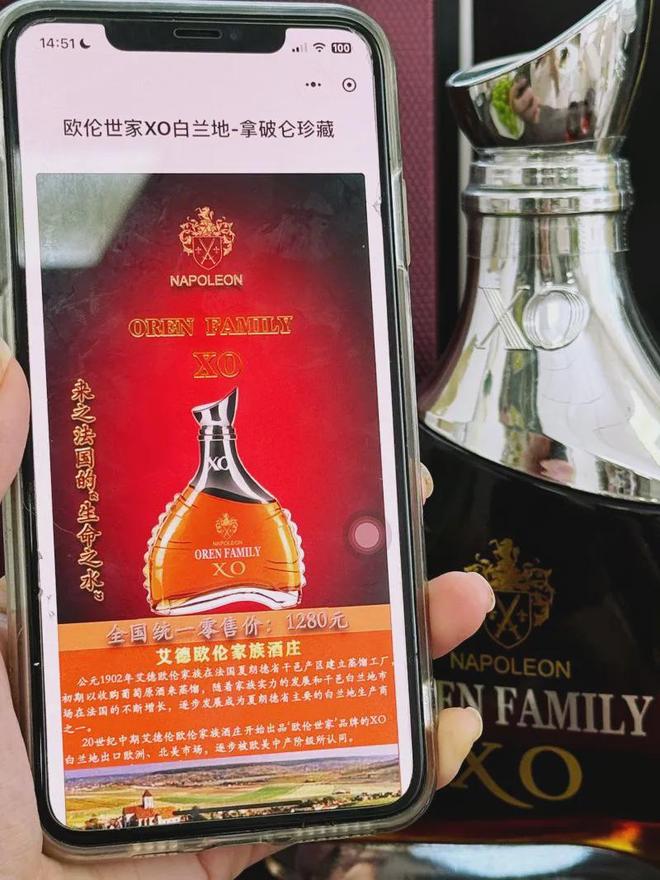 14:51
100
欧伦世家XO白兰地-拿破仑珍藏
NAPOLEON
OREN FAMILY
XO
来之法国的“生命之水”
XO
NAPOLEON
OREN FAMILY
XO
全国统一零售价：1280元
艾德欧伦家族酒庄
公元1902年艾德欧伦家族在法国夏朗德省干邑产区建立蒸馏工厂,
初期以收购葡萄原酒来蒸馏，随着家族实力的发展和干邑白兰地市
场在法国的不断增长，逐步发展成为夏朗德省主要的白兰地生产商
之一。
20世纪中期艾德伦欧伦家族酒庄开始出品‘欧伦世家’品牌的XO
白兰地出口欧洲、北美市场，逐步被欧美中产阶级所认同。
XO
NAPOLEON
EN FAMILY
XO